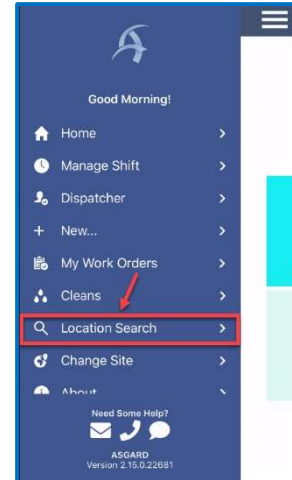 Good Morning!
Home
Manage Shift
Dispatcher
+ New...
My Work Orders
Cleans
Location Search
Change Site
About
Need Some Help?
ASGARD
Version 2.15.0.22681